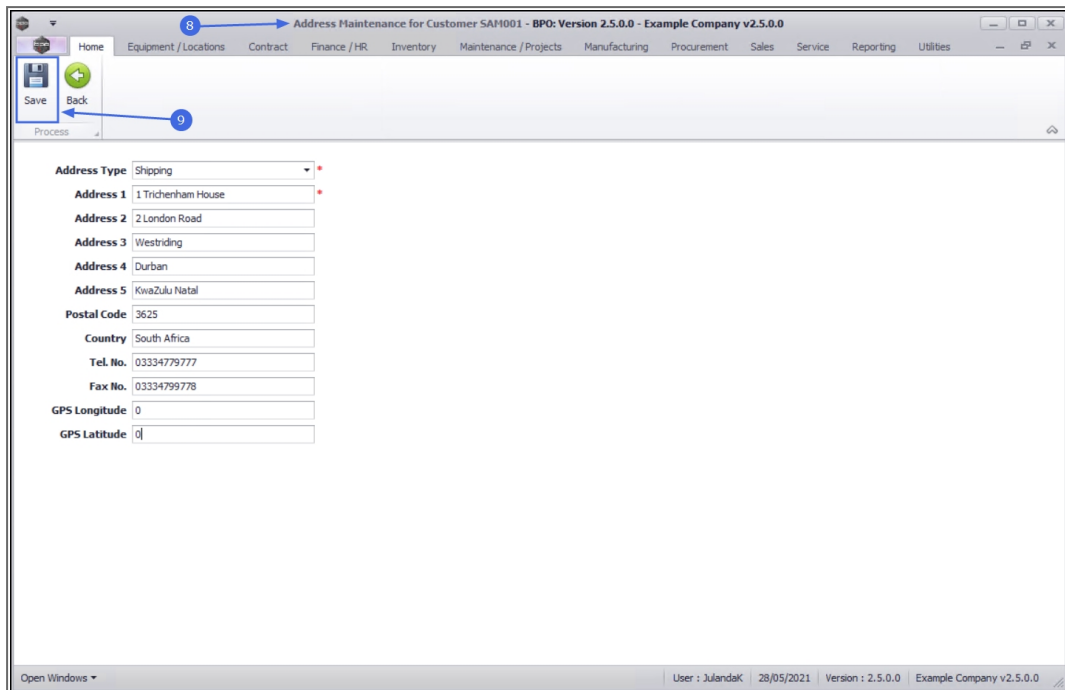 8
Address Maintenance for Customer SAM001 - BPO: Version 2.5.0.0 - Example Company v2.5.0.0
Home Equipment / Locations Contract Finance / HR Inventory Maintenance / Projects Manufacturing Procurement Sales Service Reporting Utilities
Save Back
9
Process
Address Type Shipping *
Address 1 1 Trichenham House *
Address 2 2 London Road
Address 3 Westriding
Address 4 Durban
Address 5 KwaZulu Natal
Postal Code 3625
Country South Africa
Tel. No. 03334779777
Fax No. 03334799778
GPS Longitude 0
GPS Latitude 0
Open Windows User : JulandaK 28/05/2021 Version : 2.5.0.0 Example Company v2.5.0.0